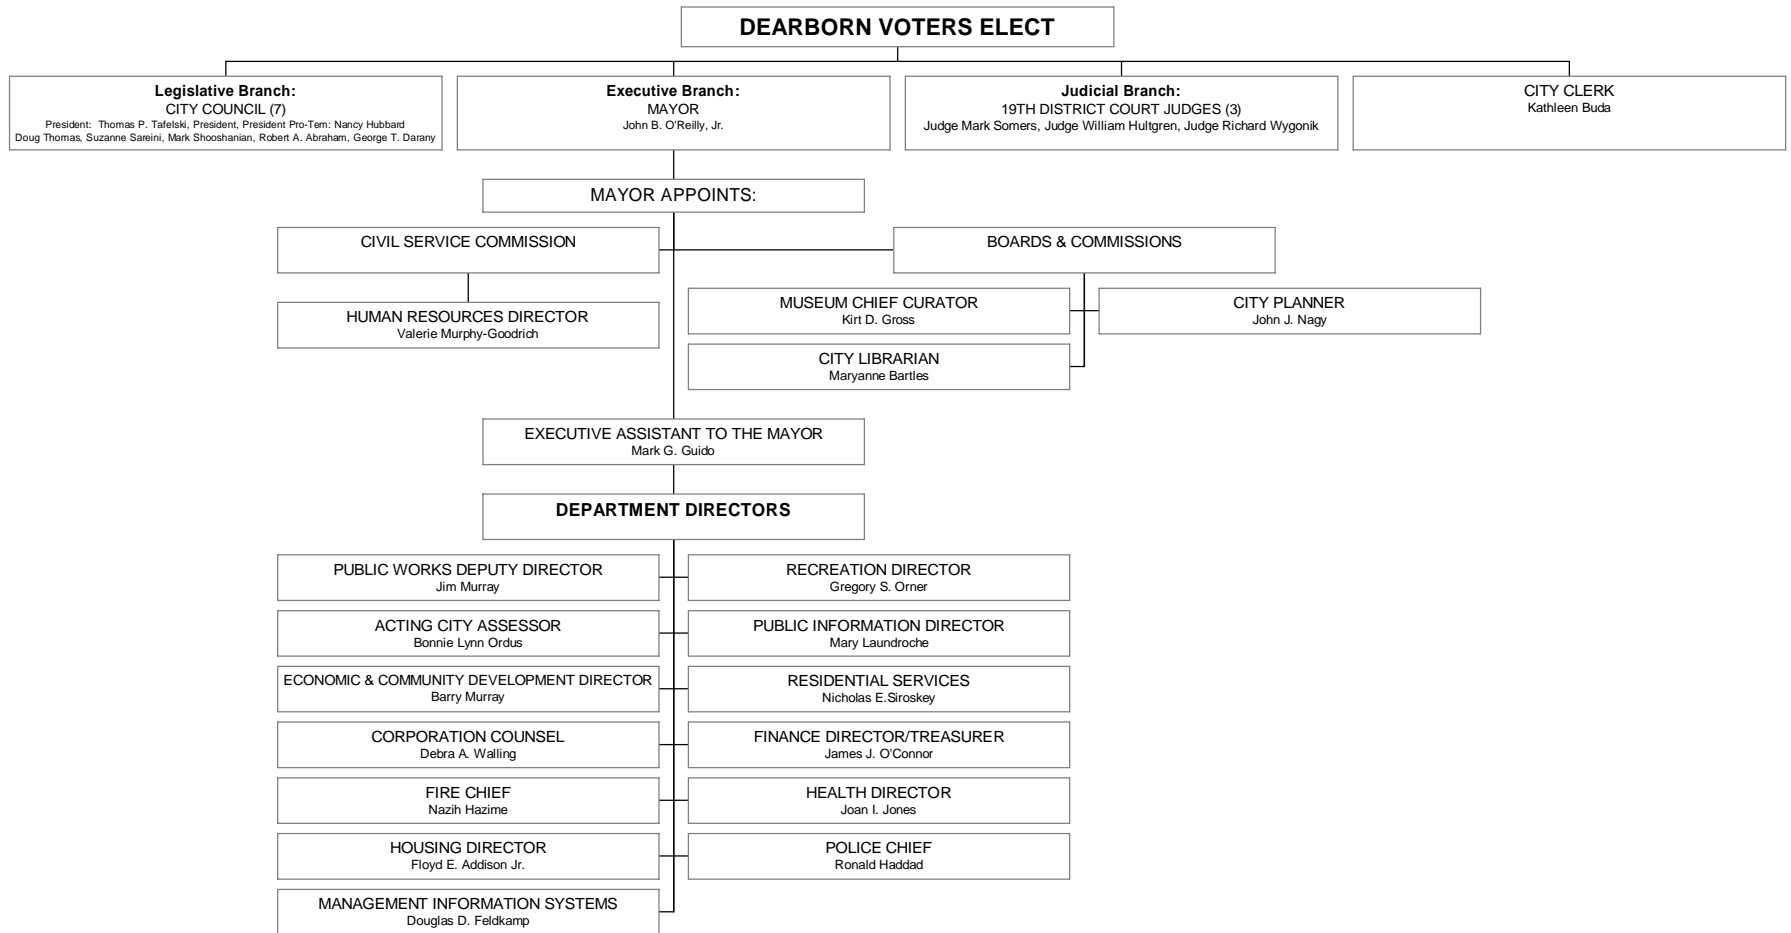 DEARBORN VOTERS ELECT
Legislative Branch:
CITY COUNCIL (7)
President: Thomas P. Tafelski, President, President Pro-Tem: Nancy Hubbard
Doug Thomas, Suzanne Sareini, Mark Shooshanian, Robert A. Abraham, George T. Darany
Executive Branch:
MAYOR
John B. O'Reilly, Jr.
Judicial Branch:
19TH DISTRICT COURT JUDGES (3)
Judge Mark Somers, Judge William Hultgren, Judge Richard Wygonik
CITY CLERK
Kathleen Buda
MAYOR APPOINTS:
CIVIL SERVICE COMMISSION
BOARDS & COMMISSIONS
HUMAN RESOURCES DIRECTOR
Valerie Murphy-Goodrich
MUSEUM CHIEF CURATOR
Kirt D. Gross
CITY PLANNER
John J. Nagy
CITY LIBRARIAN
Maryanne Bartles
EXECUTIVE ASSISTANT TO THE MAYOR
Mark G. Guido
DEPARTMENT DIRECTORS
PUBLIC WORKS DEPUTY DIRECTOR
Jim Murray
RECREATION DIRECTOR
Gregory S. Orner
ACTING CITY ASSESSOR
Bonnie Lynn Ordus
PUBLIC INFORMATION DIRECTOR
Mary Laundroche
ECONOMIC & COMMUNITY DEVELOPMENT DIRECTOR
Barry Murray
RESIDENTIAL SERVICES
Nicholas E.Siroskey
CORPORATION COUNSEL
Debra A. Walling
FINANCE DIRECTOR/TREASURER
James J. O'Connor
FIRE CHIEF
Nazih Hazime
HEALTH DIRECTOR
Joan I. Jones
HOUSING DIRECTOR
Floyd E. Addison Jr.
POLICE CHIEF
Ronald Haddad
MANAGEMENT INFORMATION SYSTEMS
Douglas D. Feldkamp